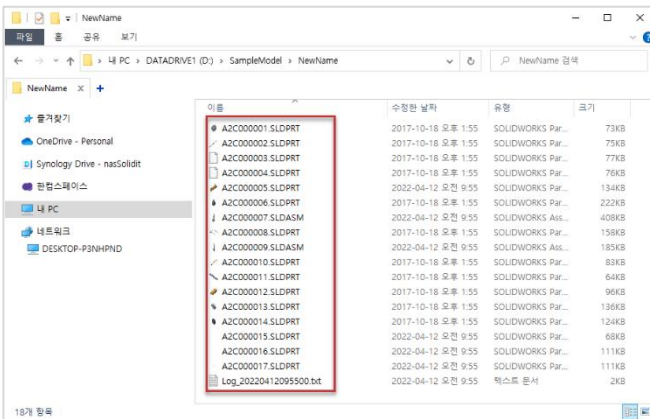 NewName
파일 홈 공유 보기
내 PC > DATADRIVE1 (D:) > SampleModel > NewName
NewName 검색
NewName X +
즐겨찾기
OneDrive - Personal
Synology Drive - nasSolidit
한컴스페이스
내 PC
네트워크
DESKTOP-P3NHPND
이름 수정한 날짜 유형 크기
A2C000001.SLDPRT 2017-10-18 오후 1:55 SOLIDWORKS Par... 73KB
A2C000002.SLDPRT 2017-10-18 오후 1:55 SOLIDWORKS Par... 75KB
A2C000003.SLDPRT 2017-10-18 오후 1:55 SOLIDWORKS Par... 77KB
A2C000004.SLDPRT 2017-10-18 오후 1:55 SOLIDWORKS Par... 76KB
A2C000005.SLDPRT 2022-04-12 오전 9:55 SOLIDWORKS Par... 134KB
A2C000006.SLDPRT 2017-10-18 오후 1:55 SOLIDWORKS Par... 222KB
A2C000007.SLDASM 2022-04-12 오전 9:55 SOLIDWORKS Ass... 408KB
A2C000008.SLDPRT 2017-10-18 오후 1:55 SOLIDWORKS Par... 158KB
A2C000009.SLDASM 2022-04-12 오전 9:55 SOLIDWORKS Ass... 185KB
A2C000010.SLDPRT 2017-10-18 오후 1:55 SOLIDWORKS Par... 83KB
A2C000011.SLDPRT 2017-10-18 오후 1:55 SOLIDWORKS Par... 64KB
A2C000012.SLDPRT 2022-04-12 오전 9:55 SOLIDWORKS Par... 96KB
A2C000013.SLDPRT 2017-10-18 오후 1:55 SOLIDWORKS Par... 136KB
A2C000014.SLDPRT 2017-10-18 오후 1:55 SOLIDWORKS Par... 124KB
A2C000015.SLDPRT 2022-04-12 오전 9:55 SOLIDWORKS Par... 68KB
A2C000016.SLDPRT 2022-04-12 오전 9:55 SOLIDWORKS Par... 111KB
A2C000017.SLDPRT 2022-04-12 오전 9:55 SOLIDWORKS Par... 111KB
Log_20220412095500.txt 2022-04-12 오전 9:55 텍스트 문서 2KB
18개 항목